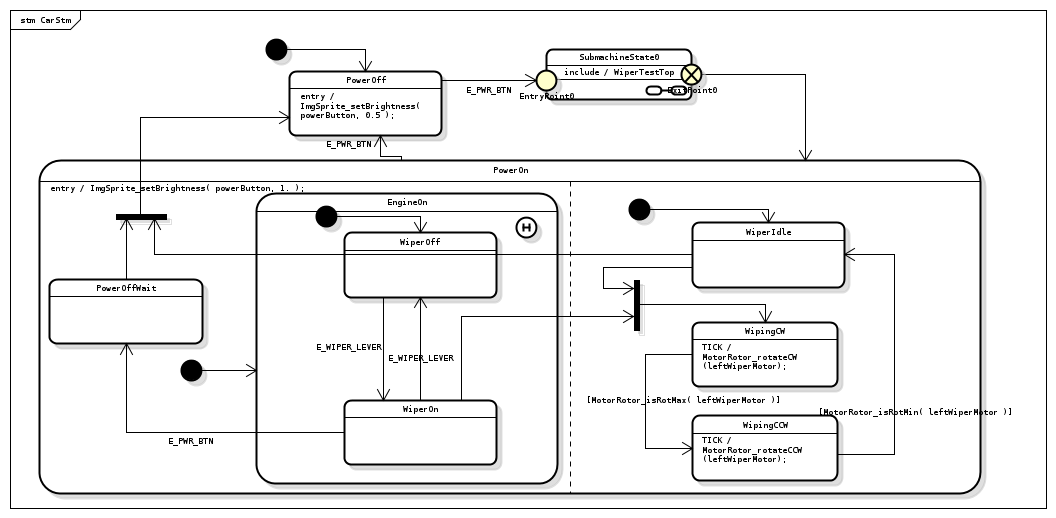 stm CarStm
SubmachineState0
include / WiperTestTop
EntryPoint0
ExitPoint0
PowerOff
entry /
ImgSprite_setBrightness(
powerButton, 0.5 );
E_PWR_BTN
E_PWR_BTN
PowerOn
entry / ImgSprite_setBrightness( powerButton, 1. );
EngineOn
H
WiperOff
WiperIdle
PowerOffWait
WipingCW
TICK /
MotorRotor_rotateCW
(leftWiperMotor);
E_WIPER_LEVER
E_WIPER_LEVER
[MotorRotor_isRotMax( leftWiperMotor )]
[MotorRotor_isRotMin( leftWiperMotor )]
WiperOn
WipingCCW
TICK /
MotorRotor_rotateCCW
(leftWiperMotor);
E_PWR_BTN